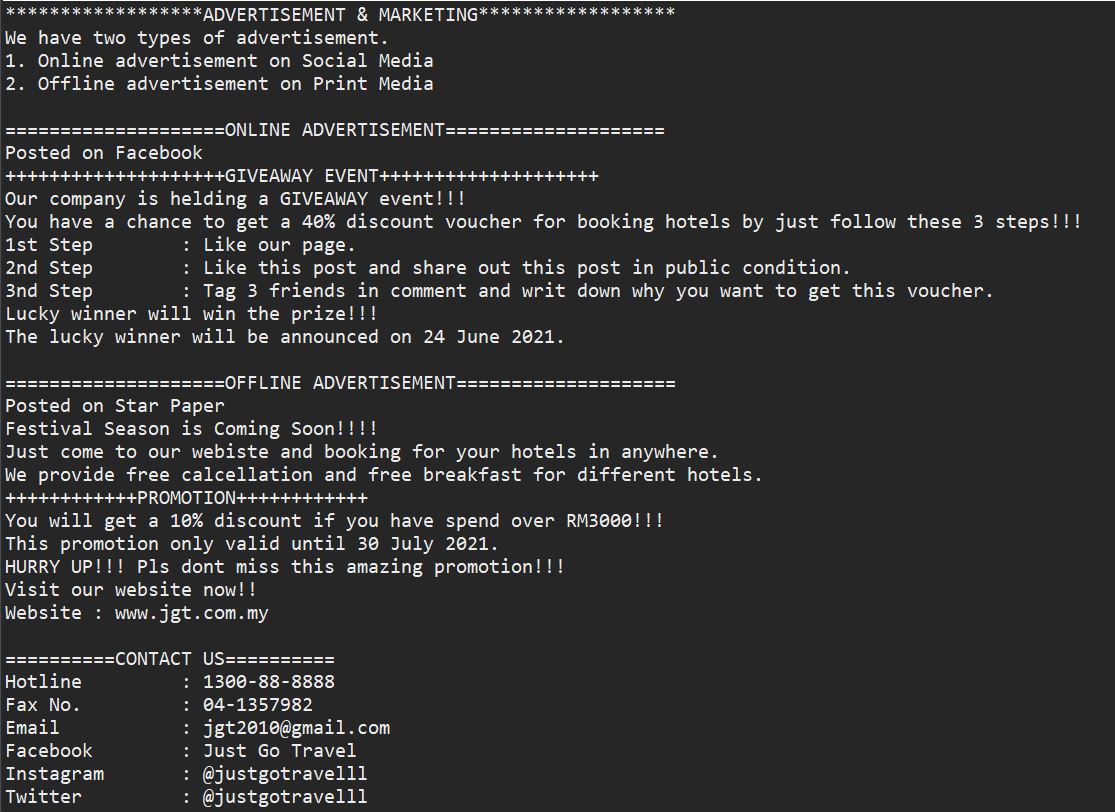 ******************ADVERTISEMENT & MARKETING******************
We have two types of advertisement.
1. Online advertisement on Social Media
2. Offline advertisement on Print Media
====================ONLINE ADVERTISEMENT====================
Posted on Facebook
++++++++++++++++++++GIVEAWAY EVENT++++++++++++++++++++
Our company is helding a GIVEAWAY event!!!
You have a chance to get a 40% discount voucher for booking hotels by just follow these 3 steps!!!
1st Step        : Like our page.
2nd Step        : Like this post and share out this post in public condition.
3nd Step        : Tag 3 friends in comment and writ down why you want to get this voucher.
Lucky winner will win the prize!!!
The lucky winner will be announced on 24 June 2021.
====================OFFLINE ADVERTISEMENT====================
Posted on Star Paper
Festival Season is Coming Soon!!!!
Just come to our webiste and booking for your hotels in anywhere.
We provide free calcellation and free breakfast for different hotels.
++++++++++++PROMOTION++++++++++++
You will get a 10% discount if you have spend over RM3000!!!
This promotion only valid until 30 July 2021.
HURRY UP!!! Pls dont miss this amazing promotion!!!
Visit our website now!!
Website : www.jgt.com.my
==========CONTACT US==========
Hotline         : 1300-88-8888
Fax No.         : 04-1357982
Email           : jgt2010@gmail.com
Facebook        : Just Go Travel
Instagram       : @justgotravelll
Twitter         : @justgotravelll